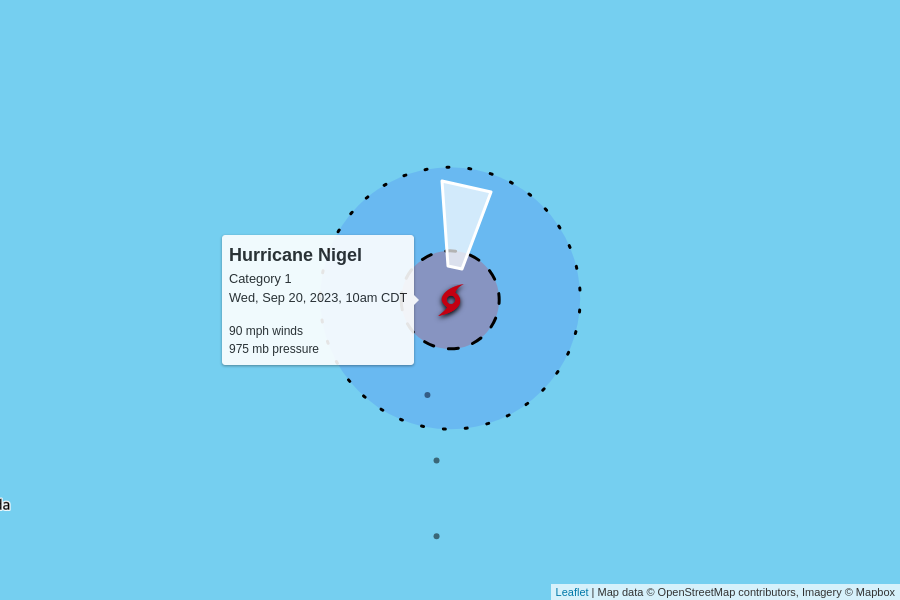 Hurricane Nigel
Category 1
Wed, Sep 20, 2023, 10am CDT
90 mph winds
975 mb pressure
da
Leaflet | Map data © OpenStreetMap contributors, Imagery © Mapbox